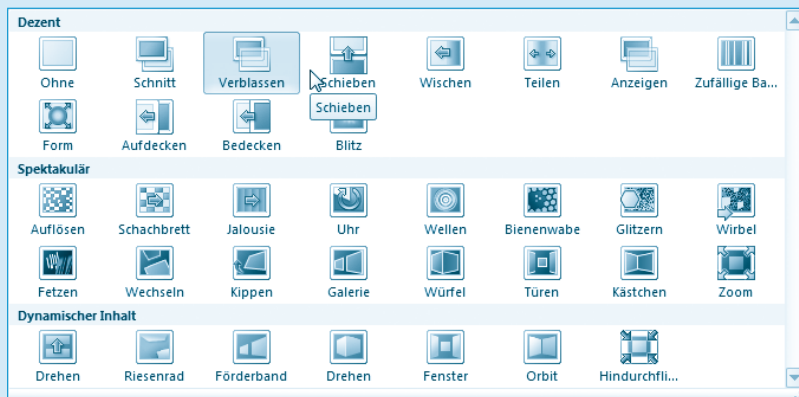 Dezent
Ohne Schnitt Verblassen Schieben Wischen Teilen Anzeigen Zufällige Ba...
Schieben
Form Aufdecken Bedecken Blitz
Spektakulär
Auflösen Schachbrett Jalousie Uhr Wellen Bienenwabe Glitzern Wirbel
Fetzen Wechseln Kippen Galerie Würfel Türen Kästchen Zoom
Dynamischer Inhalt
Drehen Riesenrad Förderband Drehen Fenster Orbit Hindurchfli...